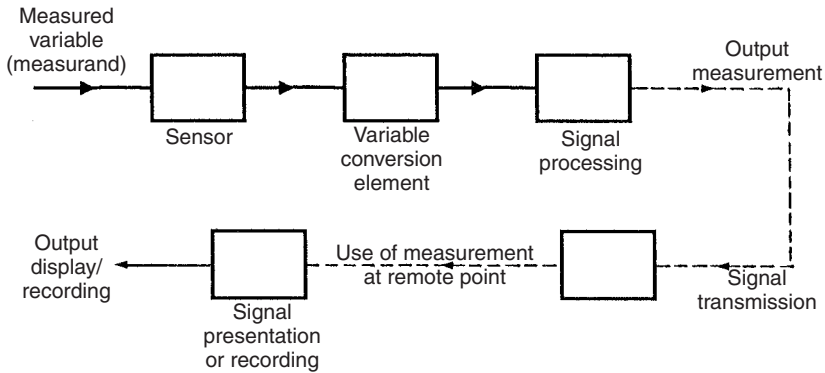 Measured
variable
(measurand)
Output
measurement
Sensor
Variable
conversion
element
Signal
processing
Output
display/
recording
Use of measurement
at remote point
Signal
transmission
Signal
presentation
or recording